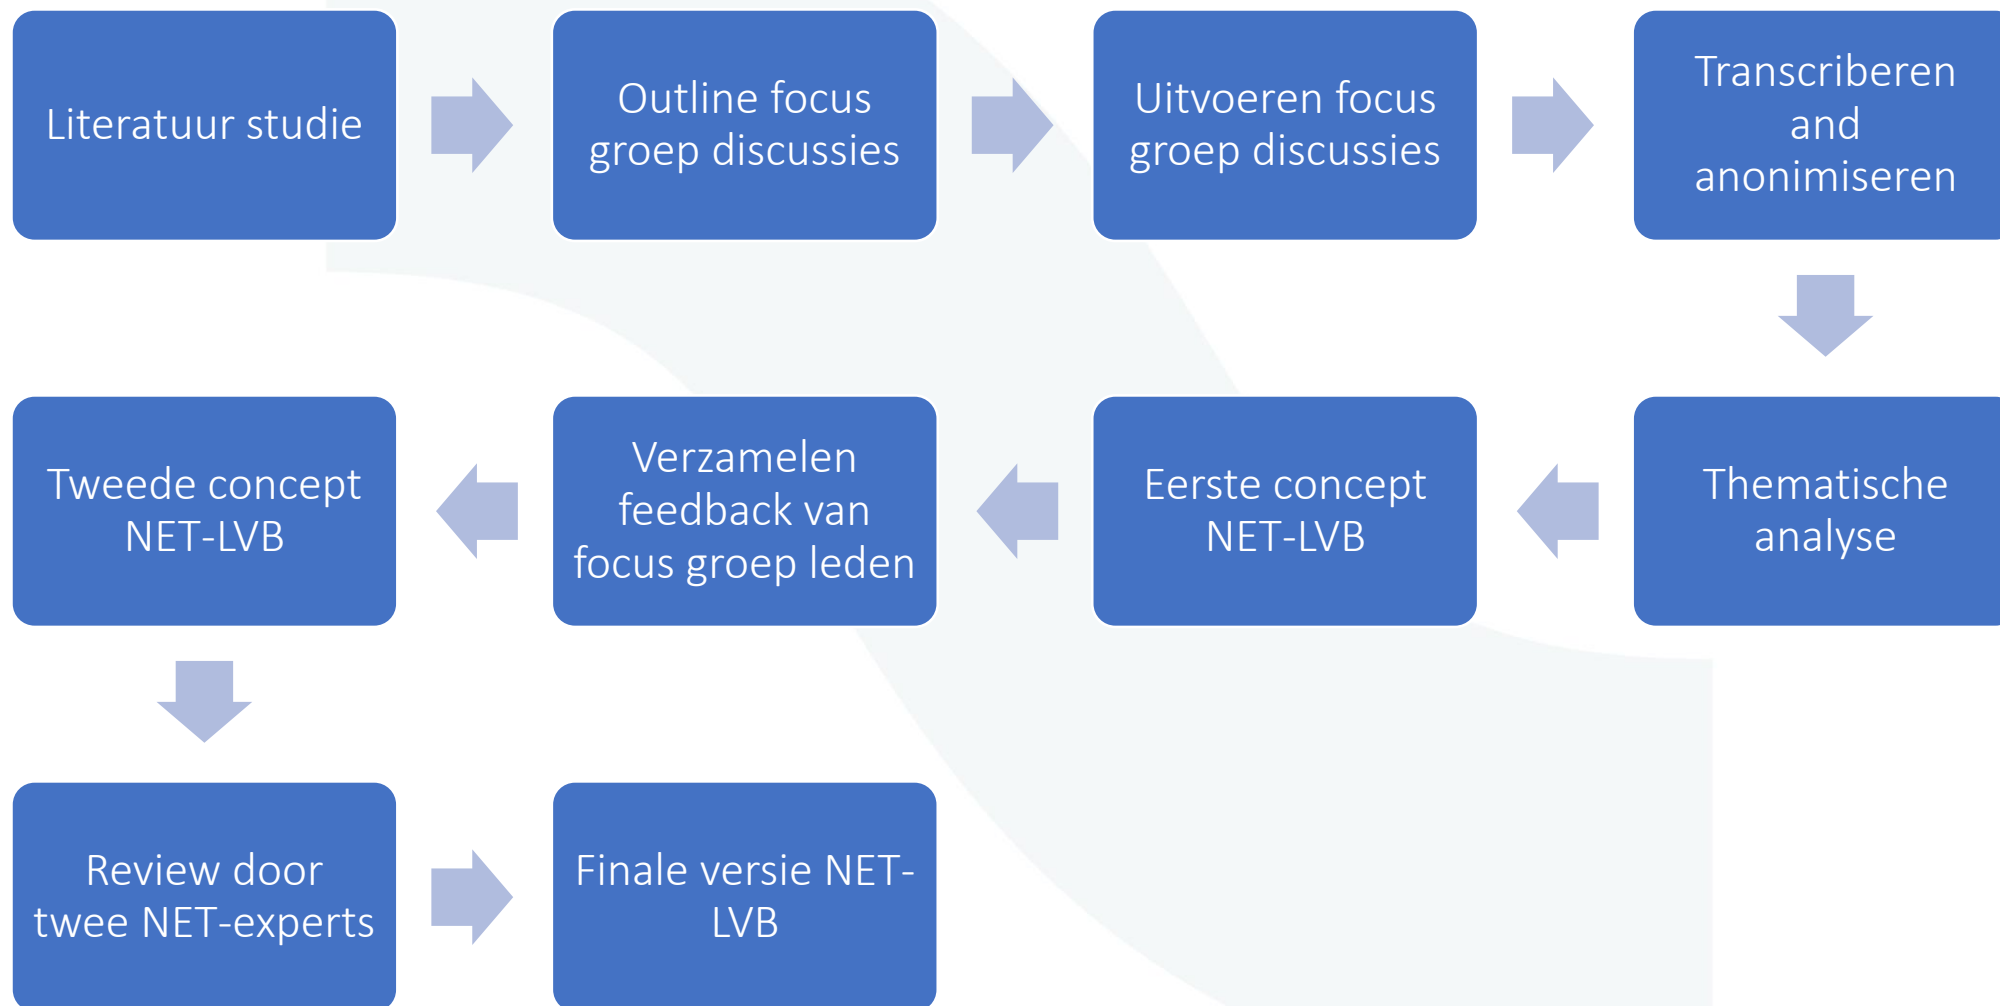 Literatuur studie
Outline focus
groep discussies
Uitvoeren focus
groep discussies
Transcriberen
and
anonimiseren
Thematische
analyse
Eerste concept
NET-LVB
Verzamelen
feedback van
focus groep leden
Tweede concept
NET-LVB
Review door
twee NET-experts
Finale versie NET-
LVB